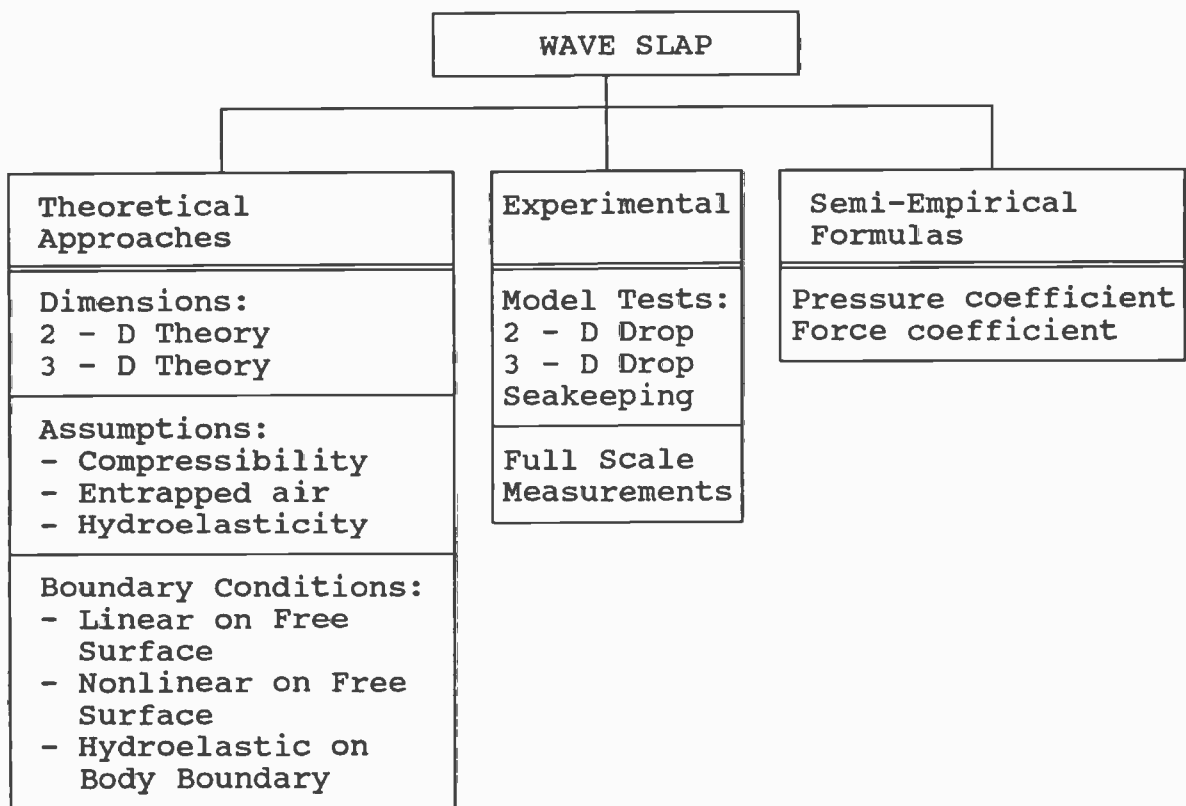 WAVE SLAP
Theoretical
Approaches
Dimensions:
2 - D Theory
3 - D Theory
Assumptions:
- Compressibility
- Entrapped air
- Hydroelasticity
Boundary Conditions:
- Linear on Free
Surface
- Nonlinear on Free
Surface
- Hydroelastic on
Body Boundary
Experimental
Model Tests:
2 - D Drop
3 - D Drop
Seakeeping
Full Scale
Measurements
Semi-Empirical
Formulas
Pressure coefficient
Force coefficient